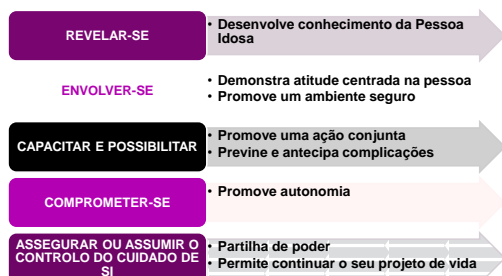 REVELAR-SE
• Desenvolve conhecimento da Pessoa
Idosa
ENVOLVER-SE
• Demonstra atitude centrada na pessoa
• Promove um ambiente seguro
CAPACITAR E POSSIBILITAR
• Promove uma ação conjunta
• Previne e antecipa complicações
COMPROMETER-SE
• Promove autonomia
ASSEGURAR OU ASSUMIR O
CONTROLO DO CUIDADO DE
SI
• Partilha de poder
• Permite continuar o seu projeto de vida